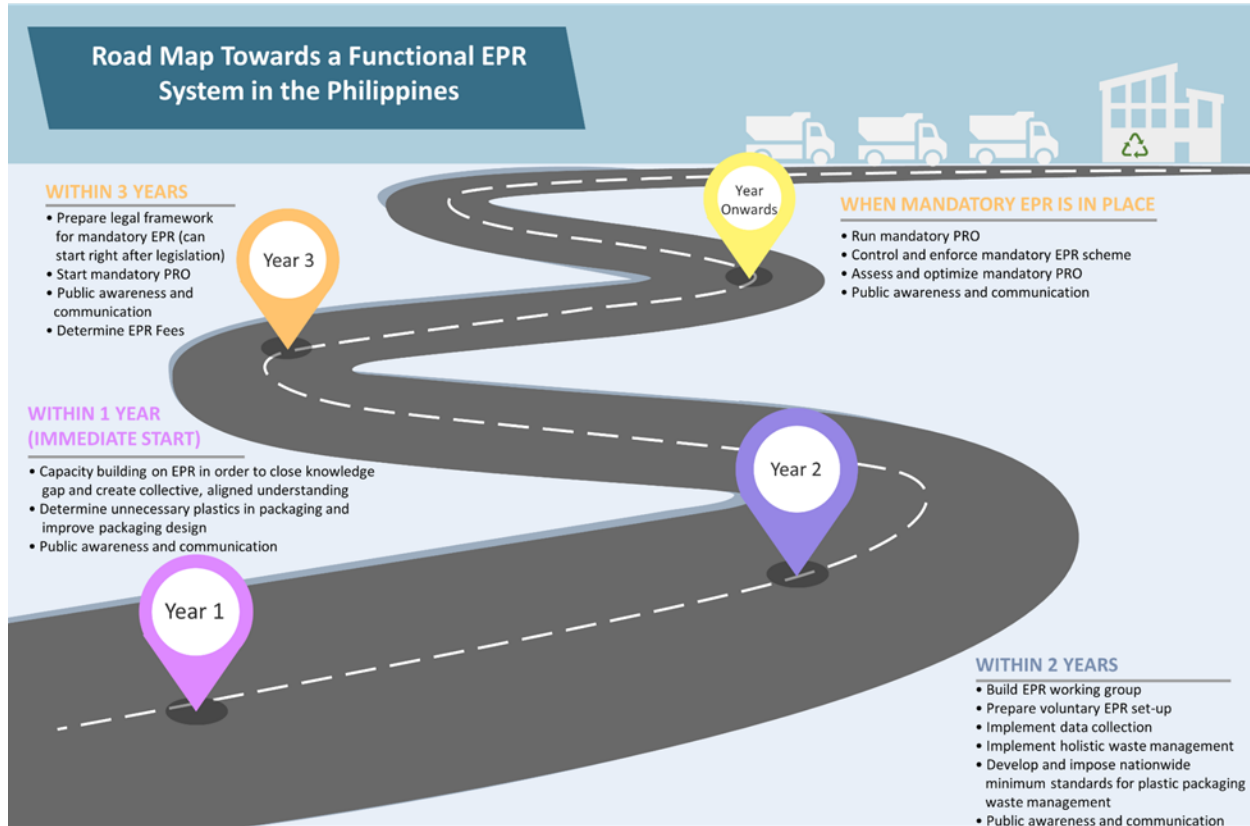 Road Map Towards a Functional EPR
System in the Philippines
WITHIN 3 YEARS
• Prepare legal framework
for mandatory EPR (can
start right after legislation)
• Start mandatory PRO
• Public awareness and
communication
• Determine EPR Fees
Year 3
Year
Onwards
WHEN MANDATORY EPR IS IN PLACE
• Run mandatory PRO
• Control and enforce mandatory EPR scheme
• Assess and optimize mandatory PRO
• Public awareness and communication
WITHIN 1 YEAR
(IMMEDIATE START)
• Capacity building on EPR in order to close knowledge
gap and create collective, aligned understanding
• Determine unnecessary plastics in packaging and
improve packaging design
• Public awareness and communication
Year 1
Year 2
WITHIN 2 YEARS
• Build EPR working group
• Prepare voluntary EPR set-up
• Implement data collection
• Implement holistic waste management
• Develop and impose nationwide
minimum standards for plastic packaging
waste management
• Public awareness and communication